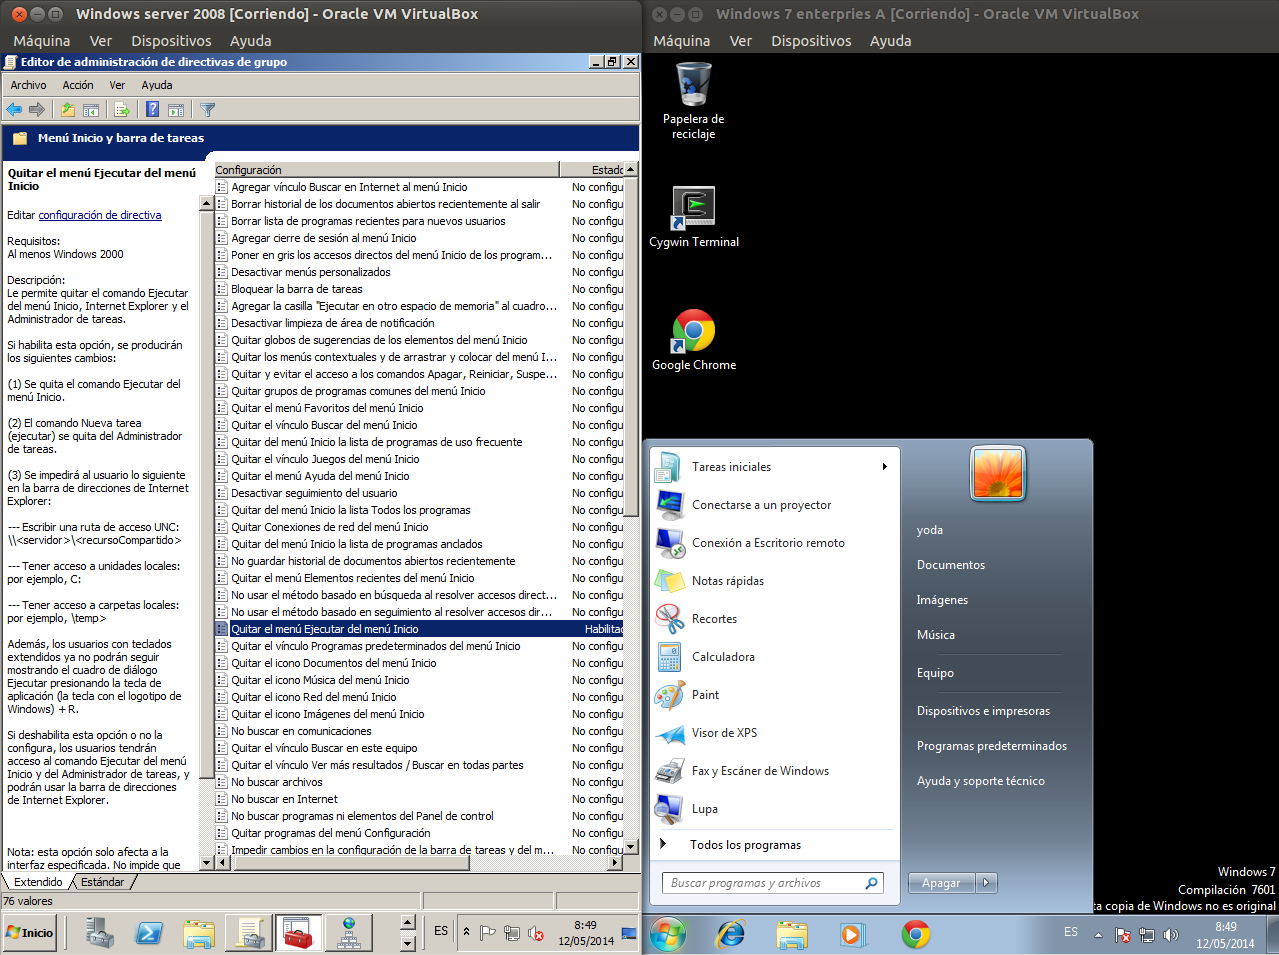 Windows server 2008 [Corriendo] - Oracle VM VirtualBox
Máquina Ver Dispositivos Ayuda
Editor de administración de directivas de grupo
Archivo Acción Ver Ayuda
Menú Inicio y barra de tareas
Quitar el menú Ejecutar del menú
Inicio
Editar configuración de directiva
Requisitos:
Al menos Windows 2000
Descripción:
Le permite quitar el comando Ejecutar
del menú Inicio, Internet Explorer y el
Administrador de tareas.
Si habilita esta opción, se producirán
los siguientes cambios:
(1) Se quita el comando Ejecutar del
menú Inicio.
(2) El comando Nueva tarea
(ejecutar) se quita del Administrador
de tareas.
(3) Se impedirá al usuario lo siguiente
en la barra de direcciones de Internet
Explorer:
--- Escribir una ruta de acceso UNC:
\\<servidor>\<recursoCompartido>
--- Tener acceso a unidades locales:
por ejemplo, C:
--- Tener acceso a carpetas locales:
por ejemplo, \temp>
Además, los usuarios con teclados
extendidos ya no podrán seguir
mostrando el cuadro de diálogo
Ejecutar presionando la tecla de
aplicación (la tecla con el logotipo de
Windows) + R.
Si deshabilita esta opción o no la
configura, los usuarios tendrán
acceso al comando Ejecutar del menú
Inicio y del Administrador de tareas, y
podrán usar la barra de direcciones
de Internet Explorer.
Nota: esta opción solo afecta a la
interfaz especificada. No impide que
Configuración Estado
Agregar vínculo Buscar en Internet al menú Inicio No configu
Borrar historial de los documentos abiertos recientemente al salir No configu
Borrar lista de programas recientes para nuevos usuarios No configu
Agregar cierre de sesión al menú Inicio No configu
Poner en gris los accesos directos del menú Inicio de los program... No configu
Desactivar menús personalizados No configu
Bloquear la barra de tareas No configu
Agregar la casilla "Ejecutar en otro espacio de memoria" al cuadro... No configu
Desactivar limpieza de área de notificación No configu
Quitar globos de sugerencias de los elementos del menú Inicio No configu
Quitar los menús contextuales y de arrastrar y colocar del menú I... No configu
Quitar y evitar el acceso a los comandos Apagar, Reiniciar, Suspe... No configu
Quitar grupos de programas comunes del menú Inicio No configu
Quitar el menú Favoritos del menú Inicio No configu
Quitar el vínculo Buscar del menú Inicio No configu
Quitar del menú Inicio la lista de programas de uso frecuente No configu
Quitar el vínculo Juegos del menú Inicio No configu
Quitar el menú Ayuda del menú Inicio No configu
Desactivar seguimiento del usuario No configu
Quitar del menú Inicio la lista Todos los programas No configu
Quitar Conexiones de red del menú Inicio No configu
Quitar del menú Inicio la lista de programas anclados No configu
No guardar historial de documentos abiertos recientemente No configu
Quitar el menú Elementos recientes del menú Inicio No configu
No usar el método basado en búsqueda al resolver accesos direct... No configu
No usar el método basado en seguimiento al resolver accesos dir... No configu
Quitar el menú Ejecutar del menú Inicio Habilitad
Quitar el vínculo Programas predeterminados del menú Inicio No configu
Quitar el icono Documentos del menú Inicio No configu
Quitar el icono Música del menú Inicio No configu
Quitar el icono Red del menú Inicio No configu
Quitar el icono Imágenes del menú Inicio No configu
No buscar en comunicaciones No configu
Quitar el vínculo Buscar en este equipo No configu
Quitar el vínculo Ver más resultados / Buscar en todas partes No configu
No buscar archivos No configu
No buscar en Internet No configu
No buscar programas ni elementos del Panel de control No configu
Quitar programas del menú Configuración No configu
Impedir cambios en la configuración de la barra de tareas y del m... No configu
Extendido Estándar
76 valores
Inicio
ES
8:49
12/05/2014
Windows 7 enterpries A [Corriendo] - Oracle VM VirtualBox
Máquina Ver Dispositivos Ayuda
Papelera de
reciclaje
Cygwin Terminal
Google Chrome
Tareas iniciales
Conectarse a un proyector
Conexión a Escritorio remoto
Notas rápidas
Recortes
Calculadora
Paint
Visor de XPS
Fax y Escáner de Windows
Lupa
Todos los programas
Buscar programas y archivos
yoda
Documentos
Imágenes
Música
Equipo
Dispositivos e impresoras
Programas predeterminados
Ayuda y soporte técnico
Apagar
Windows 7
Compilación 7601
ta copia de Windows no es original
ES
8:49
12/05/2014